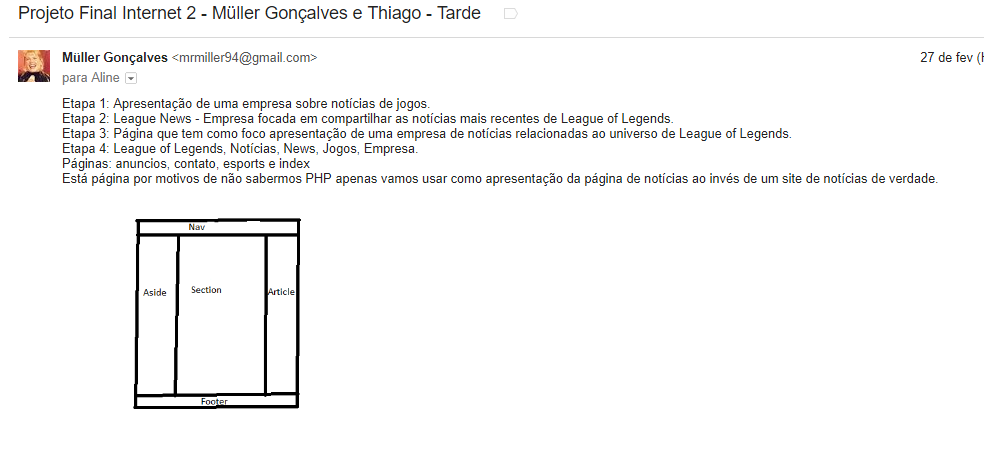 Projeto Final Internet 2 - Müller Gonçalves e Thiago - Tarde
Müller Gonçalves <mrmiller94@gmail.com> 27 de fev (
para Aline
Etapa 1: Apresentação de uma empresa sobre notícias de jogos.
Etapa 2: League News - Empresa focada em compartilhar as notícias mais recentes de League of Legends.
Etapa 3: Página que tem como foco apresentação de uma empresa de notícias relacionadas ao universo de League of Legends.
Etapa 4: League of Legends, Notícias, News, Jogos, Empresa.
Páginas: anuncios, contato, esports e index
Está página por motivos de não sabermos PHP apenas vamos usar como apresentação da página de notícias ao invés de um site de notícias de verdade.
Nav
Aside Section Article
Footer